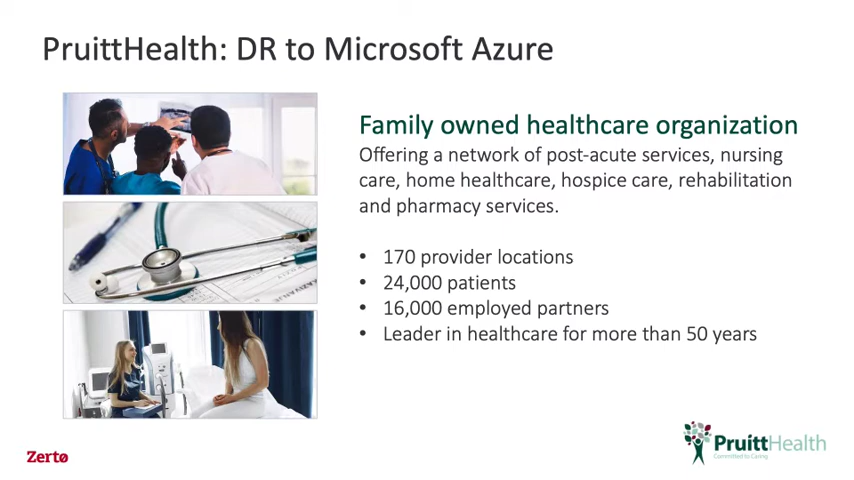 PruittHealth: DR to Microsoft Azure
Family owned healthcare organization
Offering a network of post-acute services, nursing
care, home healthcare, hospice care, rehabilitation
and pharmacy services.
• 170 provider locations
• 24,000 patients
• 16,000 employed partners
• Leader in healthcare for more than 50 years
Zertø
PruittHealth
Committed to Caring